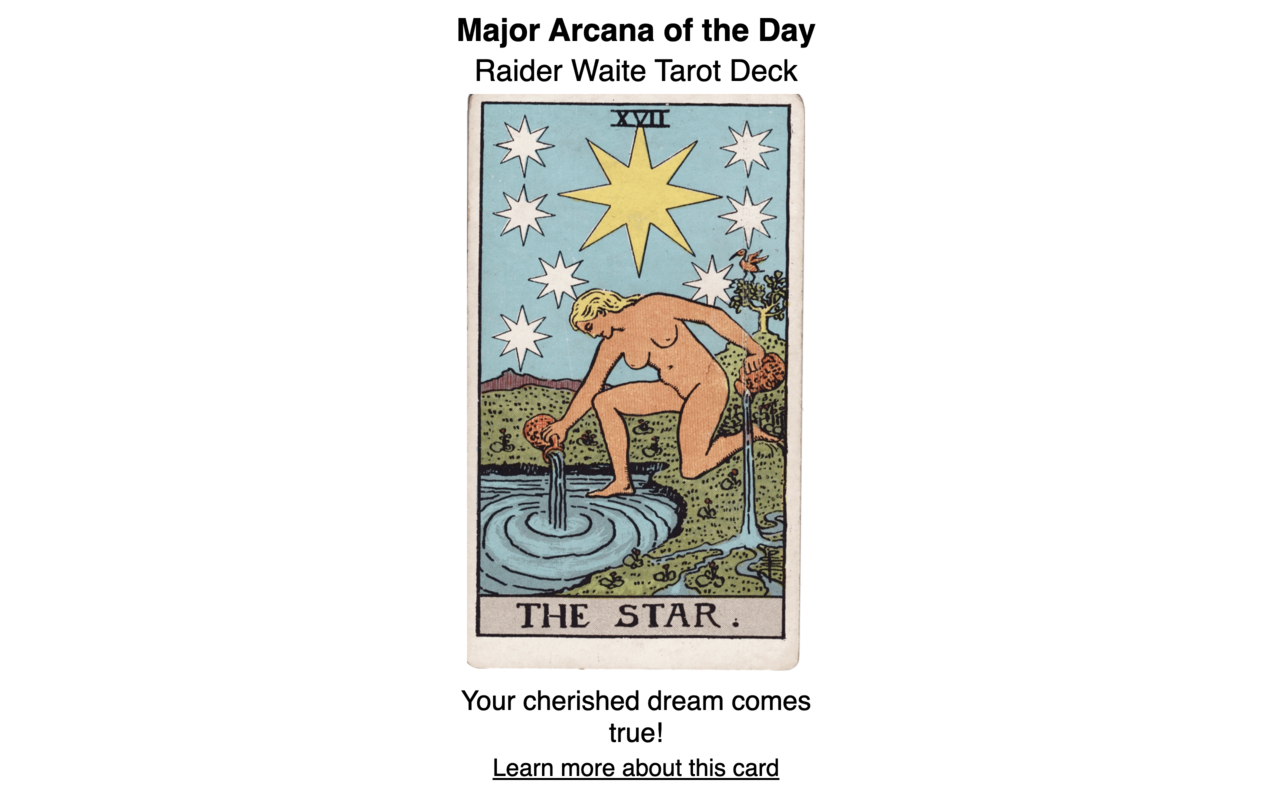 Major Arcana of the Day
Raider Waite Tarot Deck
XVII
THE STAR.
Your cherished dream comes
true!
Learn more about this card